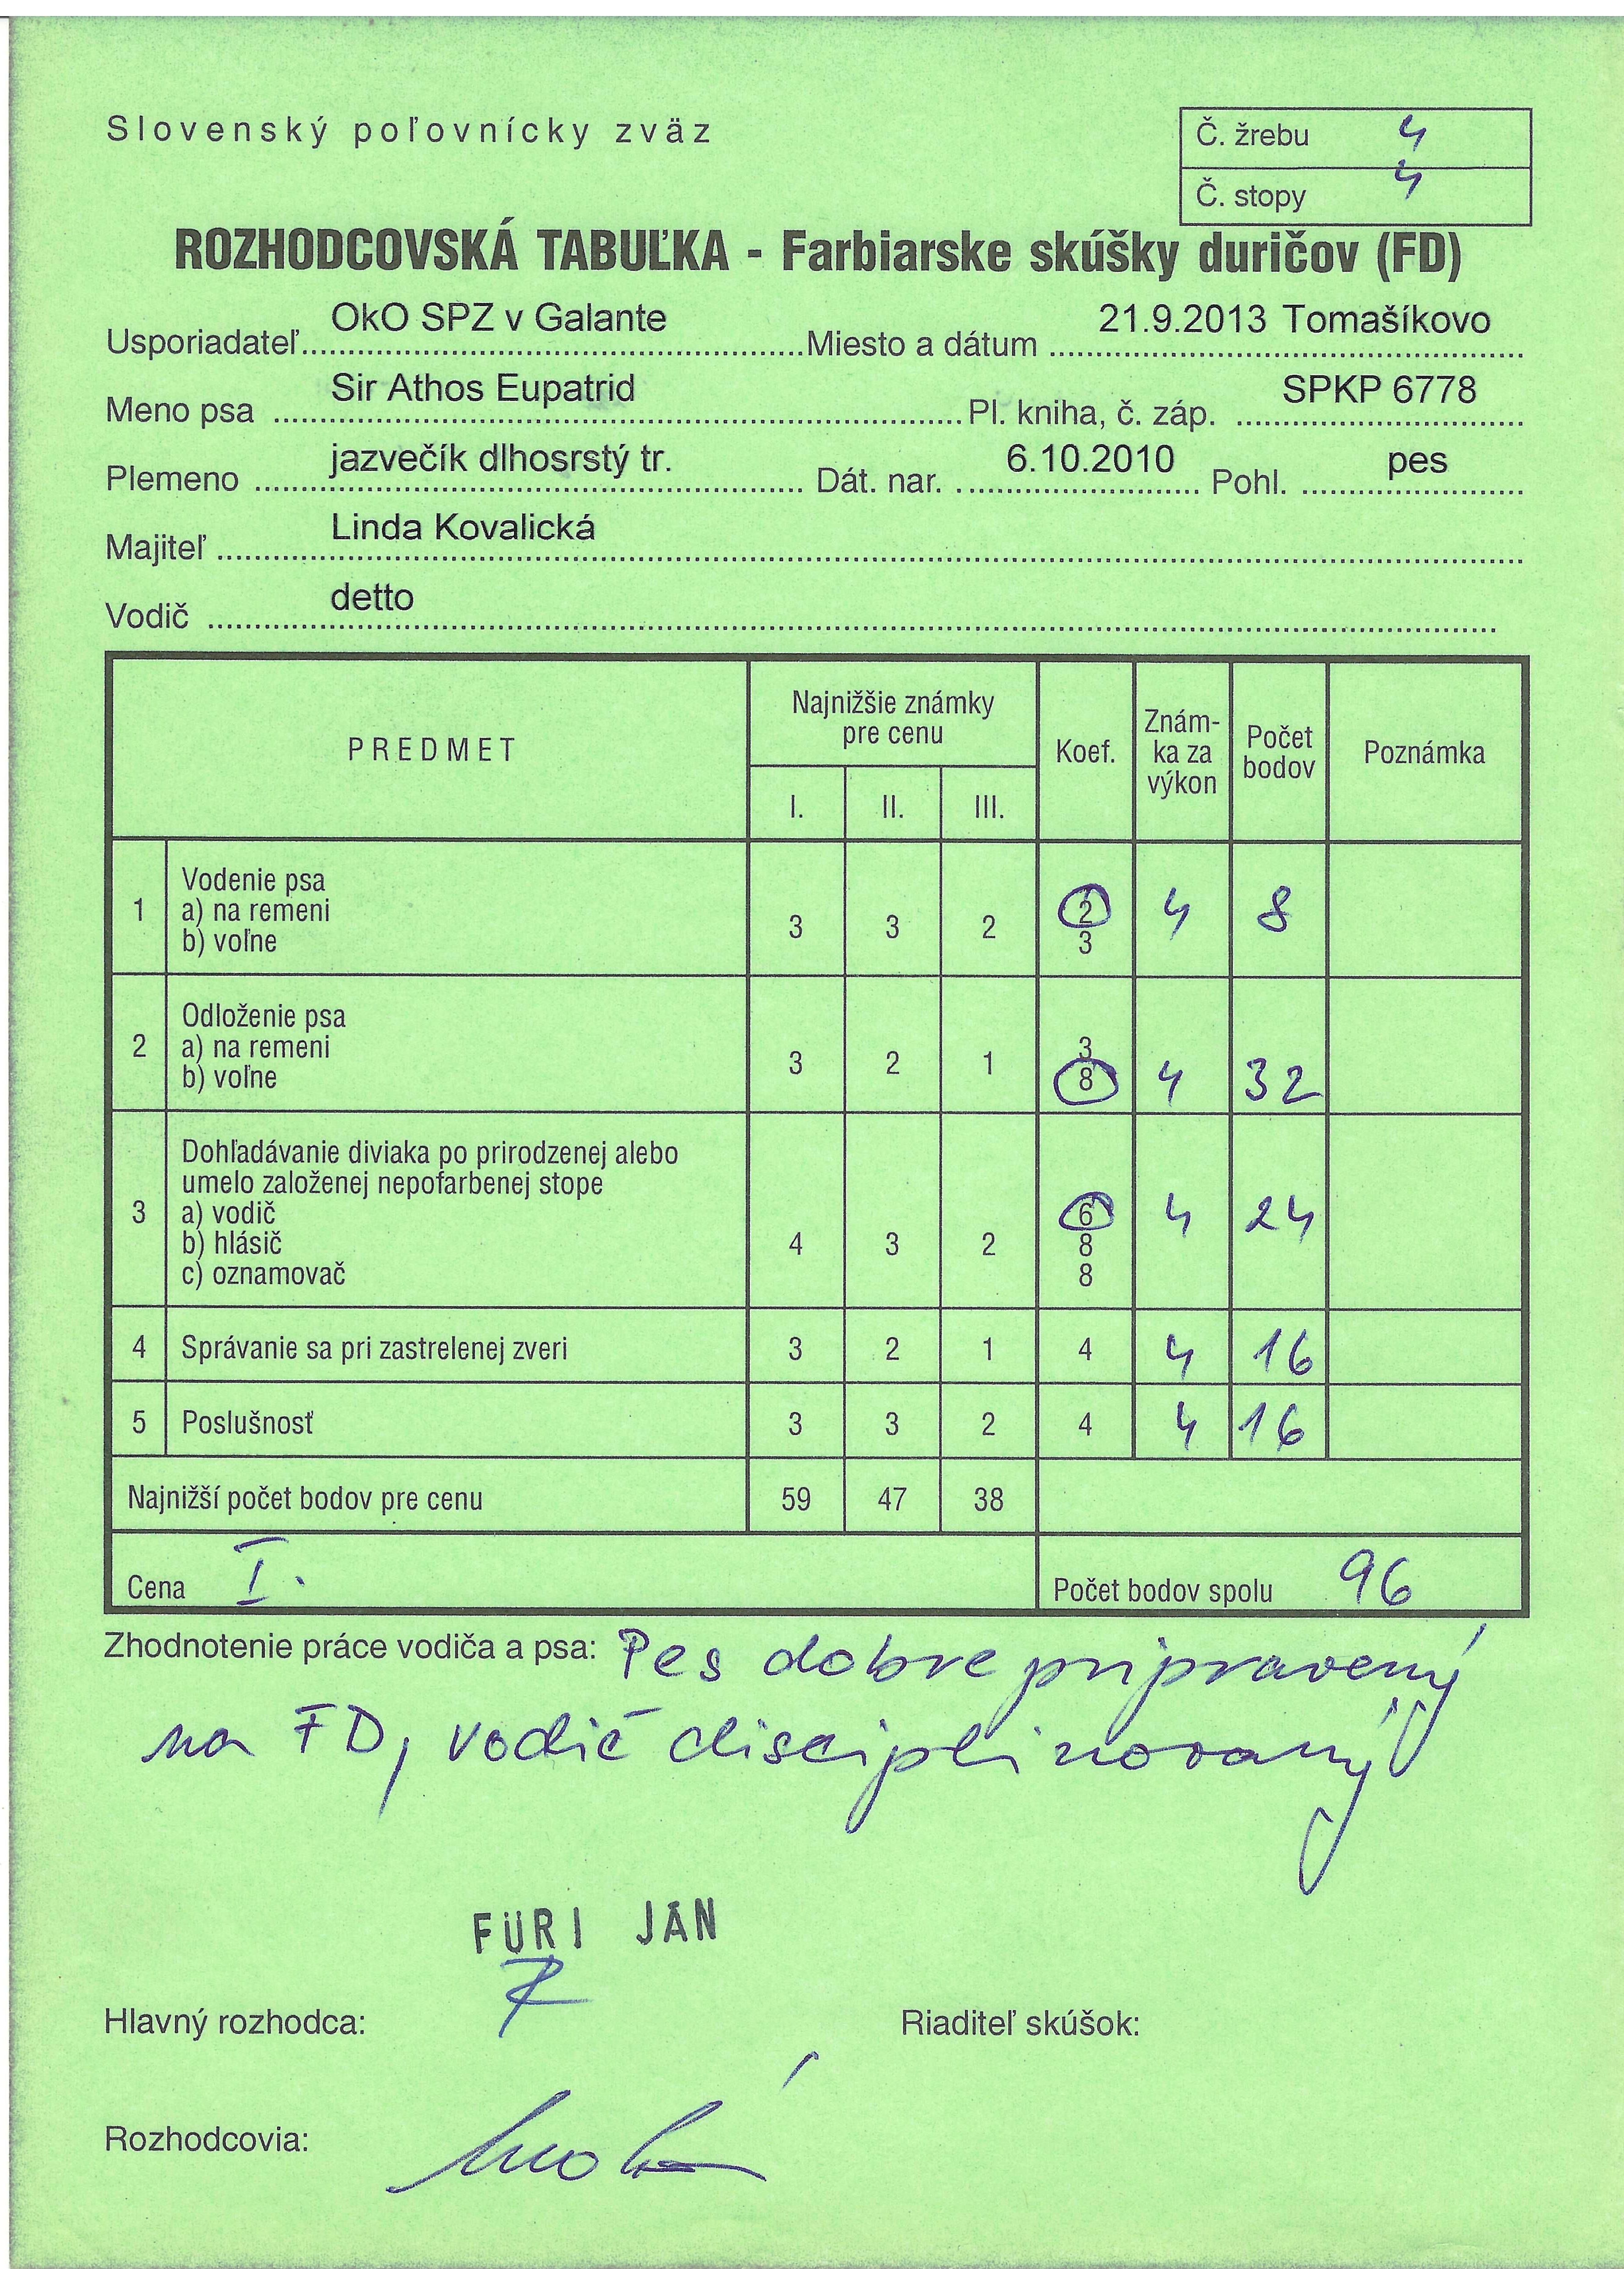 Slovenský poľovnícky zväz
Č. žrebu 4
Č. stopy 4
ROZHODCOVSKÁ TABUĽKA - Farbiarske skúšky duričov (FD)
Usporiadateľ OkO SPZ v Galante Miesto a dátum 21.9.2013 Tomašíkovo
Meno psa Sir Athos Eupatrid Pl. kniha, č. záp. SPKP 6778
Plemeno jazvečík dlhosrstý tr. Dát. nar. 6.10.2010 Pohl. pes
Majiteľ Linda Kovalická
Vodič detto
PREDMET
Najnižšie známky
pre cenu
I. II. III.
Koef.
Znám-
ka za
výkon
Počet
bodov
Poznámka
1
Vodenie psa
a) na remeni
b) voľne
3 3 2
2
3
4 8
2
Odloženie psa
a) na remeni
b) voľne
3 2 1
3
8
4 32
3
Dohľadávanie diviaka po prirodzenej alebo
umelo založenej nepofarbenej stope
a) vodič
b) hlásič
c) oznamovač
4 3 2
6
8
8
4 24
4 Správanie sa pri zastrelenej zveri 3 2 1 4 4 16
5 Poslušnosť 3 3 2 4 4 16
Najnižší počet bodov pre cenu 59 47 38
Cena I. Počet bodov spolu 96
Zhodnotenie práce vodiča a psa: Pes dobre pripravený
na FD, vodič disciplinovaný
FÜRI JÁN
Hlavný rozhodca: Riaditeľ skúšok:
Rozhodcovia: